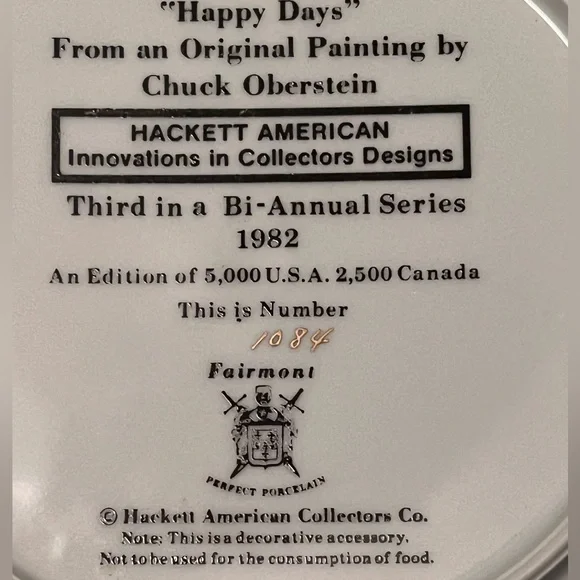 "Happy Days"
From an Original Painting by
Chuck Oberstein
HACKETT AMERICAN
Innovations in Collectors Designs
Third in a Bi-Annual Series
1982
An Edition of 5,000 U.S.A. 2,500 Canada
This is Number
1084
Fairmont
PERFECT PORCELAIN
© Hackett American Collectors Co.
Note: This is a decorative accessory.
Not to be used for the consumption of food.